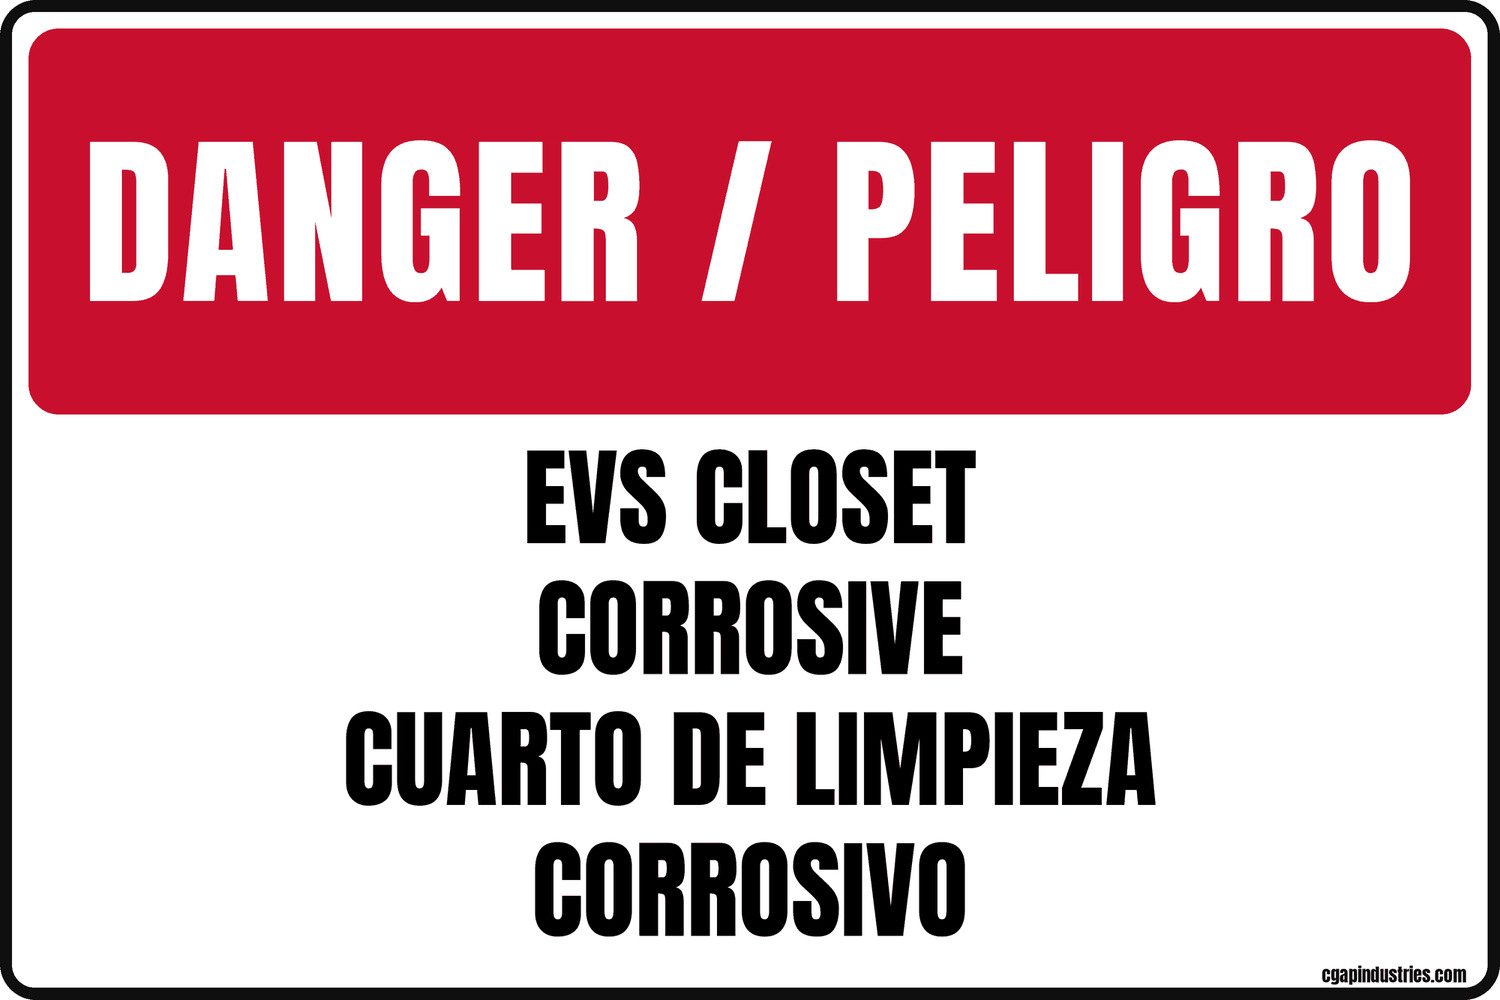 DANGER / PELIGRO
EVS CLOSET
CORROSIVE
CUARTO DE LIMPIEZA
CORROSIVO
cgapindustries.com